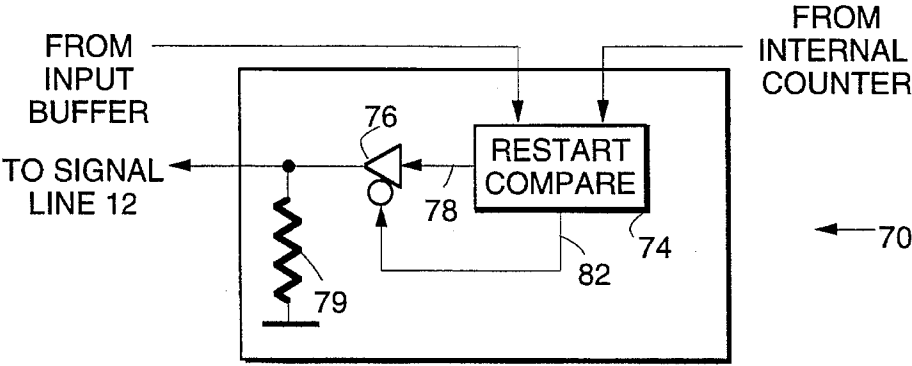 FROM
INPUT
BUFFER
FROM
INTERNAL
COUNTER
TO SIGNAL
LINE 12
76
78
RESTART
COMPARE
74
82
79
70